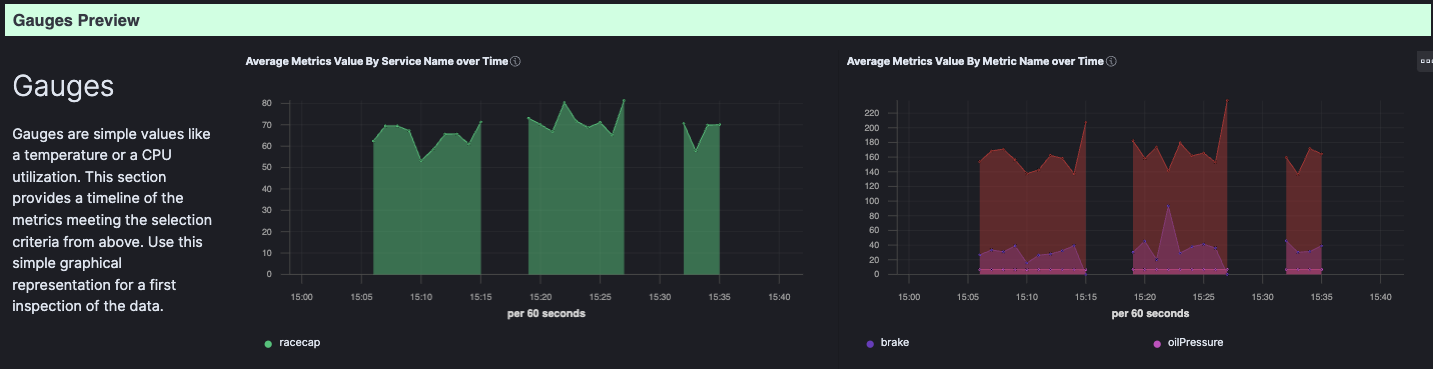 Gauges Preview
Gauges
Gauges are simple values like
a temperature or a CPU
utilization. This section
provides a timeline of the
metrics meeting the selection
criteria from above. Use this
simple graphical
representation for a first
inspection of the data.
Average Metrics Value By Service Name over Time
80
70
60
50
40
30
20
10
0
15:00 15:05 15:10 15:15 15:20 15:25 15:30 15:35 15:40
per 60 seconds
racecap
Average Metrics Value By Metric Name over Time
220
200
180
160
140
120
100
80
60
40
20
0
15:00 15:05 15:10 15:15 15:20 15:25 15:30 15:35 15:40
per 60 seconds
brake oilPressure